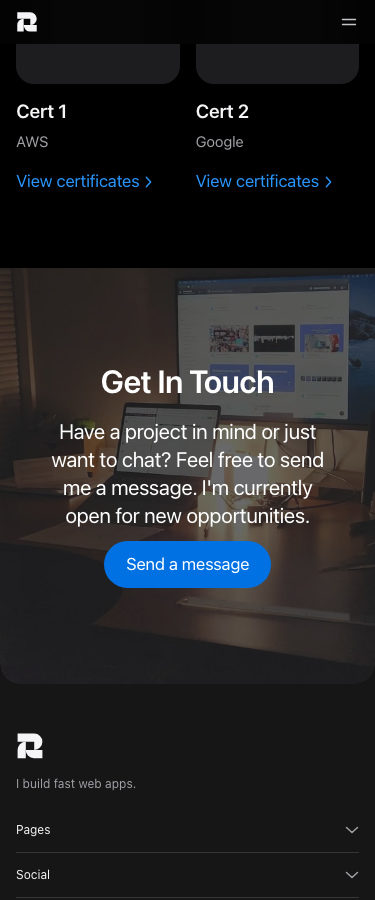 Cert 1
AWS
View certificates
Cert 2
Google
View certificates
Get In Touch
Have a project in mind or just
want to chat? Feel free to send
me a message. I'm currently
open for new opportunities.
Send a message
I build fast web apps.
Pages
Social